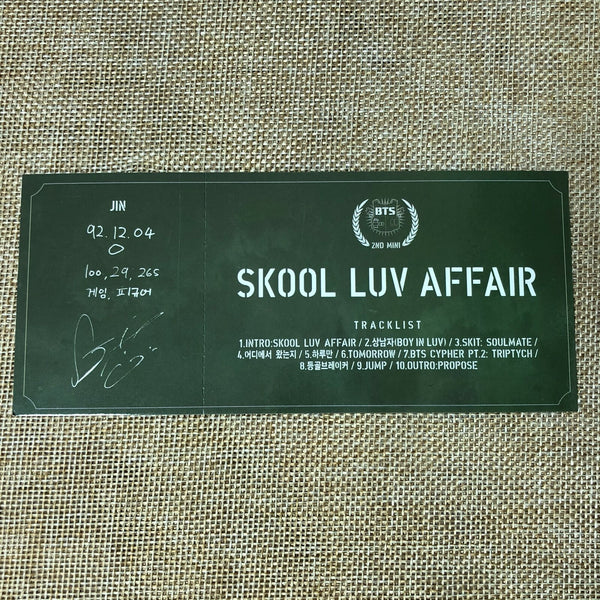 JIN
92.12.04
O
100, 29, 265
게임, 피규어
BTS
2ND MINI
SKOOL LUV AFFAIR
TRACKLIST
1.INTRO:SKOOL LUV AFFAIR / 2.상남자(BOY IN LUV) / 3.SKIT: SOULMATE /
4.어디에서 왔는지 / 5.하루만 / 6.TOMORROW / 7.BTS CYPHER PT.2: TRIPTYCH /
8.등골브레이커 / 9.JUMP / 10.OUTRO:PROPOSE